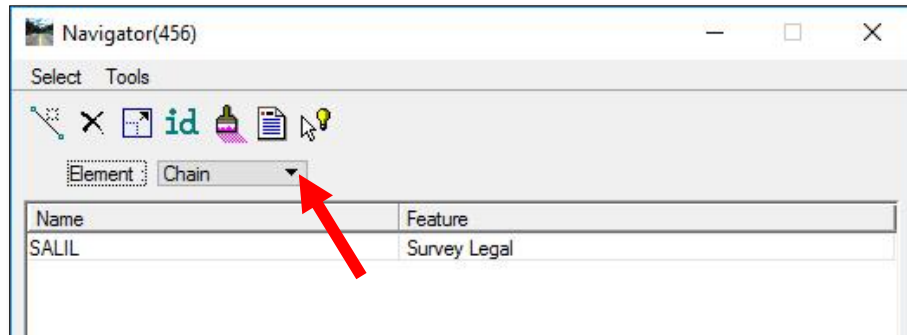 Navigator(456)
Select Tools
id
Element : Chain
Name Feature
SALIL Survey Legal